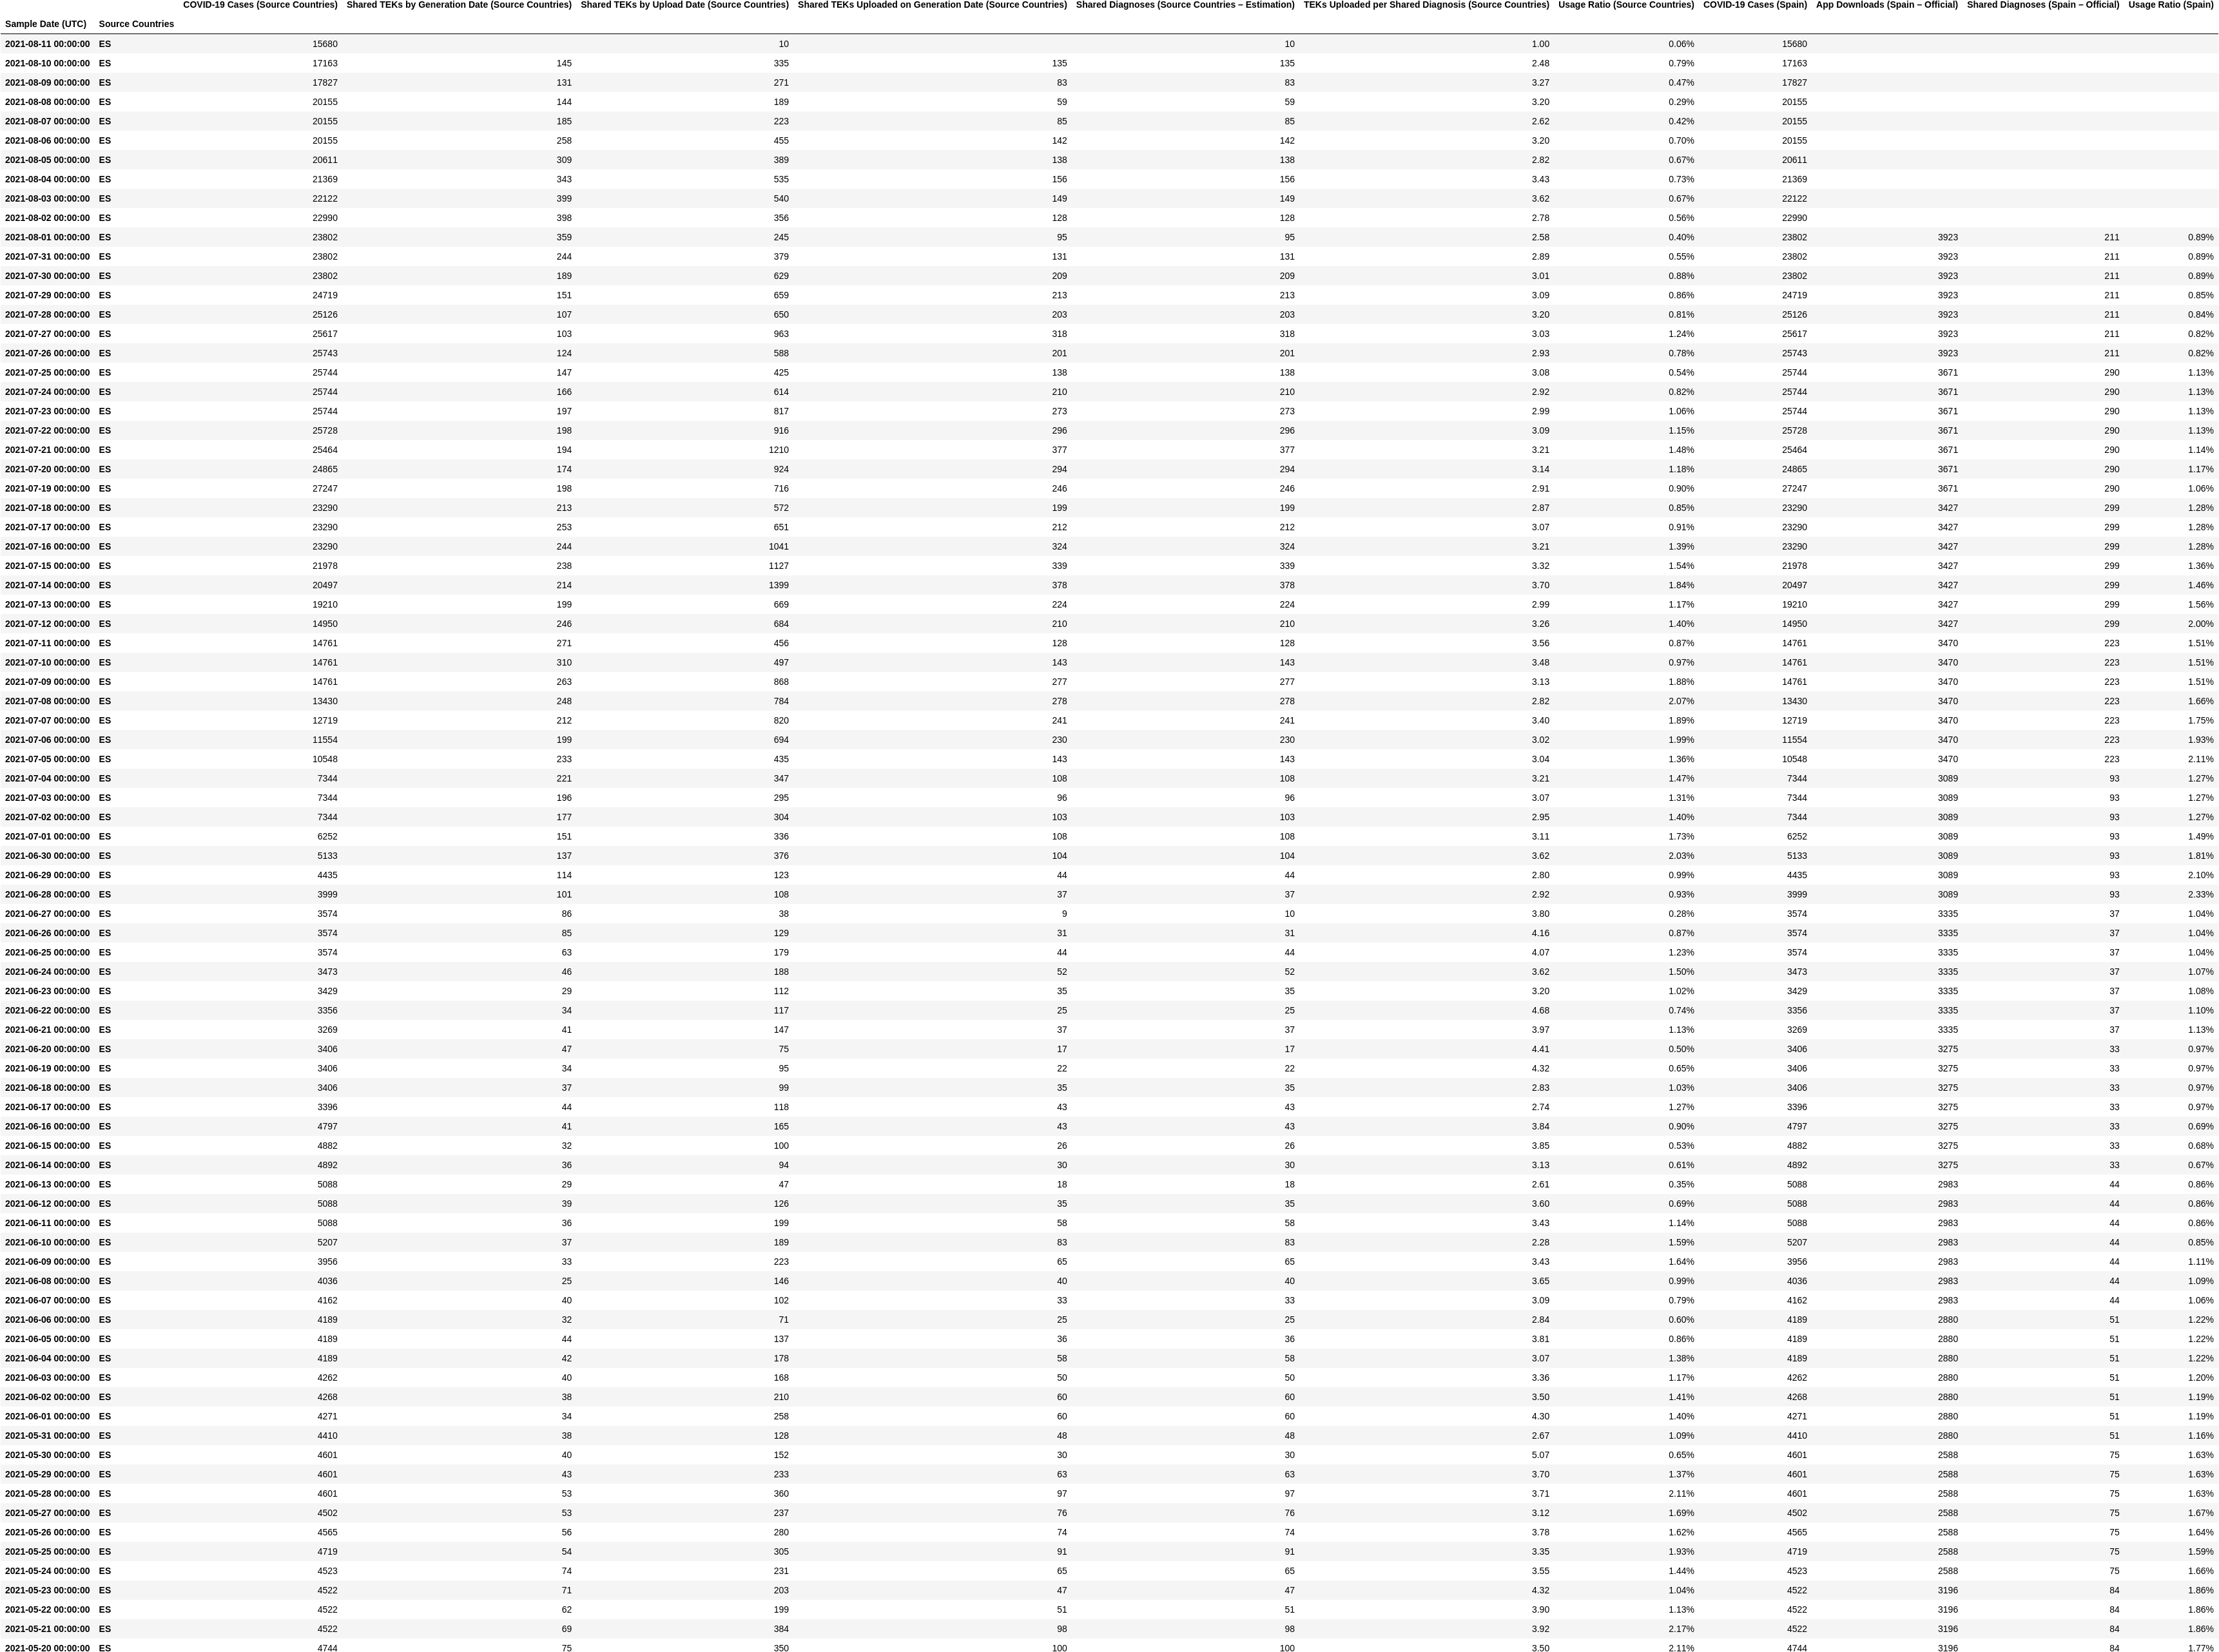 COVID-19 Cases (Source Countries) Shared TEKs by Generation Date (Source Countries) Shared TEKs by Upload Date (Source Countries) Shared TEKs Uploaded on Generation Date (Source Countries) Shared Diagnoses (Source Countries – Estimation) TEKs Uploaded per Shared Diagnosis (Source Countries) Usage Ratio (Source Countries) COVID-19 Cases (Spain) App Downloads (Spain – Official) Shared Diagnoses (Spain – Official) Usage Ratio (Spain)
Sample Date (UTC) Source Countries
2021-08-11 00:00:00 ES 15680 10 10 1.00 0.06% 15680
2021-08-10 00:00:00 ES 17163 145 335 135 135 2.48 0.79% 17163
2021-08-09 00:00:00 ES 17827 131 271 83 83 3.27 0.47% 17827
2021-08-08 00:00:00 ES 20155 144 189 59 59 3.20 0.29% 20155
2021-08-07 00:00:00 ES 20155 185 223 85 85 2.62 0.42% 20155
2021-08-06 00:00:00 ES 20155 258 455 142 142 3.20 0.70% 20155
2021-08-05 00:00:00 ES 20611 309 389 138 138 2.82 0.67% 20611
2021-08-04 00:00:00 ES 21369 343 535 156 156 3.43 0.73% 21369
2021-08-03 00:00:00 ES 22122 399 540 149 149 3.62 0.67% 22122
2021-08-02 00:00:00 ES 22990 398 356 128 128 2.78 0.56% 22990
2021-08-01 00:00:00 ES 23802 359 245 95 95 2.58 0.40% 23802 3923 211 0.89%
2021-07-31 00:00:00 ES 23802 244 379 131 131 2.89 0.55% 23802 3923 211 0.89%
2021-07-30 00:00:00 ES 23802 189 629 209 209 3.01 0.88% 23802 3923 211 0.89%
2021-07-29 00:00:00 ES 24719 151 659 213 213 3.09 0.86% 24719 3923 211 0.85%
2021-07-28 00:00:00 ES 25126 107 650 203 203 3.20 0.81% 25126 3923 211 0.84%
2021-07-27 00:00:00 ES 25617 103 963 318 318 3.03 1.24% 25617 3923 211 0.82%
2021-07-26 00:00:00 ES 25743 124 588 201 201 2.93 0.78% 25743 3923 211 0.82%
2021-07-25 00:00:00 ES 25744 147 425 138 138 3.08 0.54% 25744 3671 290 1.13%
2021-07-24 00:00:00 ES 25744 166 614 210 210 2.92 0.82% 25744 3671 290 1.13%
2021-07-23 00:00:00 ES 25744 197 817 273 273 2.99 1.06% 25744 3671 290 1.13%
2021-07-22 00:00:00 ES 25728 198 916 296 296 3.09 1.15% 25728 3671 290 1.13%
2021-07-21 00:00:00 ES 25464 194 1210 377 377 3.21 1.48% 25464 3671 290 1.14%
2021-07-20 00:00:00 ES 24865 174 924 294 294 3.14 1.18% 24865 3671 290 1.17%
2021-07-19 00:00:00 ES 27247 198 716 246 246 2.91 0.90% 27247 3671 290 1.06%
2021-07-18 00:00:00 ES 23290 213 572 199 199 2.87 0.85% 23290 3427 299 1.28%
2021-07-17 00:00:00 ES 23290 253 651 212 212 3.07 0.91% 23290 3427 299 1.28%
2021-07-16 00:00:00 ES 23290 244 1041 324 324 3.21 1.39% 23290 3427 299 1.28%
2021-07-15 00:00:00 ES 21978 238 1127 339 339 3.32 1.54% 21978 3427 299 1.36%
2021-07-14 00:00:00 ES 20497 214 1399 378 378 3.70 1.84% 20497 3427 299 1.46%
2021-07-13 00:00:00 ES 19210 199 669 224 224 2.99 1.17% 19210 3427 299 1.56%
2021-07-12 00:00:00 ES 14950 246 684 210 210 3.26 1.40% 14950 3427 299 2.00%
2021-07-11 00:00:00 ES 14761 271 456 128 128 3.56 0.87% 14761 3470 223 1.51%
2021-07-10 00:00:00 ES 14761 310 497 143 143 3.48 0.97% 14761 3470 223 1.51%
2021-07-09 00:00:00 ES 14761 263 868 277 277 3.13 1.88% 14761 3470 223 1.51%
2021-07-08 00:00:00 ES 13430 248 784 278 278 2.82 2.07% 13430 3470 223 1.66%
2021-07-07 00:00:00 ES 12719 212 820 241 241 3.40 1.89% 12719 3470 223 1.75%
2021-07-06 00:00:00 ES 11554 199 694 230 230 3.02 1.99% 11554 3470 223 1.93%
2021-07-05 00:00:00 ES 10548 233 435 143 143 3.04 1.36% 10548 3470 223 2.11%
2021-07-04 00:00:00 ES 7344 221 347 108 108 3.21 1.47% 7344 3089 93 1.27%
2021-07-03 00:00:00 ES 7344 196 295 96 96 3.07 1.31% 7344 3089 93 1.27%
2021-07-02 00:00:00 ES 7344 177 304 103 103 2.95 1.40% 7344 3089 93 1.27%
2021-07-01 00:00:00 ES 6252 151 336 108 108 3.11 1.73% 6252 3089 93 1.49%
2021-06-30 00:00:00 ES 5133 137 376 104 104 3.62 2.03% 5133 3089 93 1.81%
2021-06-29 00:00:00 ES 4435 114 123 44 44 2.80 0.99% 4435 3089 93 2.10%
2021-06-28 00:00:00 ES 3999 101 108 37 37 2.92 0.93% 3999 3089 93 2.33%
2021-06-27 00:00:00 ES 3574 86 38 9 10 3.80 0.28% 3574 3335 37 1.04%
2021-06-26 00:00:00 ES 3574 85 129 31 31 4.16 0.87% 3574 3335 37 1.04%
2021-06-25 00:00:00 ES 3574 63 179 44 44 4.07 1.23% 3574 3335 37 1.04%
2021-06-24 00:00:00 ES 3473 46 188 52 52 3.62 1.50% 3473 3335 37 1.07%
2021-06-23 00:00:00 ES 3429 29 112 35 35 3.20 1.02% 3429 3335 37 1.08%
2021-06-22 00:00:00 ES 3356 34 117 25 25 4.68 0.74% 3356 3335 37 1.10%
2021-06-21 00:00:00 ES 3269 41 147 37 37 3.97 1.13% 3269 3335 37 1.13%
2021-06-20 00:00:00 ES 3406 47 75 17 17 4.41 0.50% 3406 3275 33 0.97%
2021-06-19 00:00:00 ES 3406 34 95 22 22 4.32 0.65% 3406 3275 33 0.97%
2021-06-18 00:00:00 ES 3406 37 99 35 35 2.83 1.03% 3406 3275 33 0.97%
2021-06-17 00:00:00 ES 3396 44 118 43 43 2.74 1.27% 3396 3275 33 0.97%
2021-06-16 00:00:00 ES 4797 41 165 43 43 3.84 0.90% 4797 3275 33 0.69%
2021-06-15 00:00:00 ES 4882 32 100 26 26 3.85 0.53% 4882 3275 33 0.68%
2021-06-14 00:00:00 ES 4892 36 94 30 30 3.13 0.61% 4892 3275 33 0.67%
2021-06-13 00:00:00 ES 5088 29 47 18 18 2.61 0.35% 5088 2983 44 0.86%
2021-06-12 00:00:00 ES 5088 39 126 35 35 3.60 0.69% 5088 2983 44 0.86%
2021-06-11 00:00:00 ES 5088 36 199 58 58 3.43 1.14% 5088 2983 44 0.86%
2021-06-10 00:00:00 ES 5207 37 189 83 83 2.28 1.59% 5207 2983 44 0.85%
2021-06-09 00:00:00 ES 3956 33 223 65 65 3.43 1.64% 3956 2983 44 1.11%
2021-06-08 00:00:00 ES 4036 25 146 40 40 3.65 0.99% 4036 2983 44 1.09%
2021-06-07 00:00:00 ES 4162 40 102 33 33 3.09 0.79% 4162 2983 44 1.06%
2021-06-06 00:00:00 ES 4189 32 71 25 25 2.84 0.60% 4189 2880 51 1.22%
2021-06-05 00:00:00 ES 4189 44 137 36 36 3.81 0.86% 4189 2880 51 1.22%
2021-06-04 00:00:00 ES 4189 42 178 58 58 3.07 1.38% 4189 2880 51 1.22%
2021-06-03 00:00:00 ES 4262 40 168 50 50 3.36 1.17% 4262 2880 51 1.20%
2021-06-02 00:00:00 ES 4268 38 210 60 60 3.50 1.41% 4268 2880 51 1.19%
2021-06-01 00:00:00 ES 4271 34 258 60 60 4.30 1.40% 4271 2880 51 1.19%
2021-05-31 00:00:00 ES 4410 38 128 48 48 2.67 1.09% 4410 2880 51 1.16%
2021-05-30 00:00:00 ES 4601 40 152 30 30 5.07 0.65% 4601 2588 75 1.63%
2021-05-29 00:00:00 ES 4601 43 233 63 63 3.70 1.37% 4601 2588 75 1.63%
2021-05-28 00:00:00 ES 4601 53 360 97 97 3.71 2.11% 4601 2588 75 1.63%
2021-05-27 00:00:00 ES 4502 53 237 76 76 3.12 1.69% 4502 2588 75 1.67%
2021-05-26 00:00:00 ES 4565 56 280 74 74 3.78 1.62% 4565 2588 75 1.64%
2021-05-25 00:00:00 ES 4719 54 305 91 91 3.35 1.93% 4719 2588 75 1.59%
2021-05-24 00:00:00 ES 4523 74 231 65 65 3.55 1.44% 4523 2588 75 1.66%
2021-05-23 00:00:00 ES 4522 71 203 47 47 4.32 1.04% 4522 3196 84 1.86%
2021-05-22 00:00:00 ES 4522 62 199 51 51 3.90 1.13% 4522 3196 84 1.86%
2021-05-21 00:00:00 ES 4522 69 384 98 98 3.92 2.17% 4522 3196 84 1.86%
2021-05-20 00:00:00 ES 4744 75 350 100 100 3.50 2.11% 4744 3196 84 1.77%